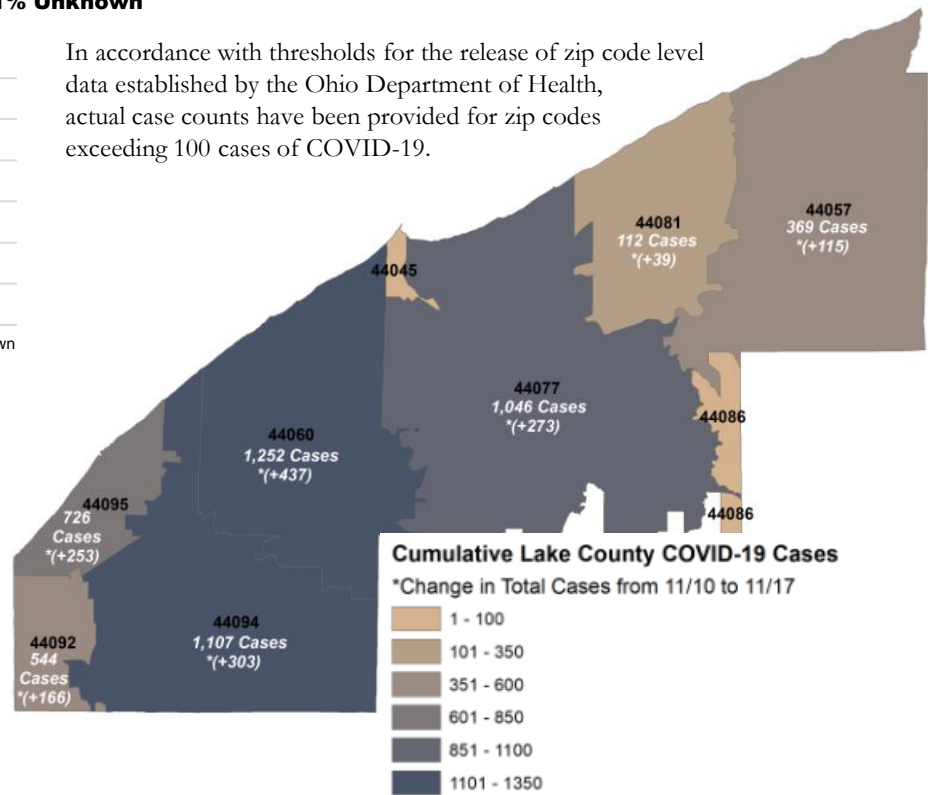 % Unknown
In accordance with thresholds for the release of zip code level
data established by the Ohio Department of Health,
actual case counts have been provided for zip codes
exceeding 100 cases of COVID-19.
44057
369 Cases
*(+115)
44081
112 Cases
*(+39)
44045
44077
1,046 Cases
*(+273)
44086
44086
44060
1,252 Cases
*(+437)
44095
726
Cases
*(+253)
44094
1,107 Cases
*(+303)
44092
544
Cases
*(+166)
Cumulative Lake County COVID-19 Cases
*Change in Total Cases from 11/10 to 11/17
1 - 100
101 - 350
351 - 600
601 - 850
851 - 1100
1101 - 1350